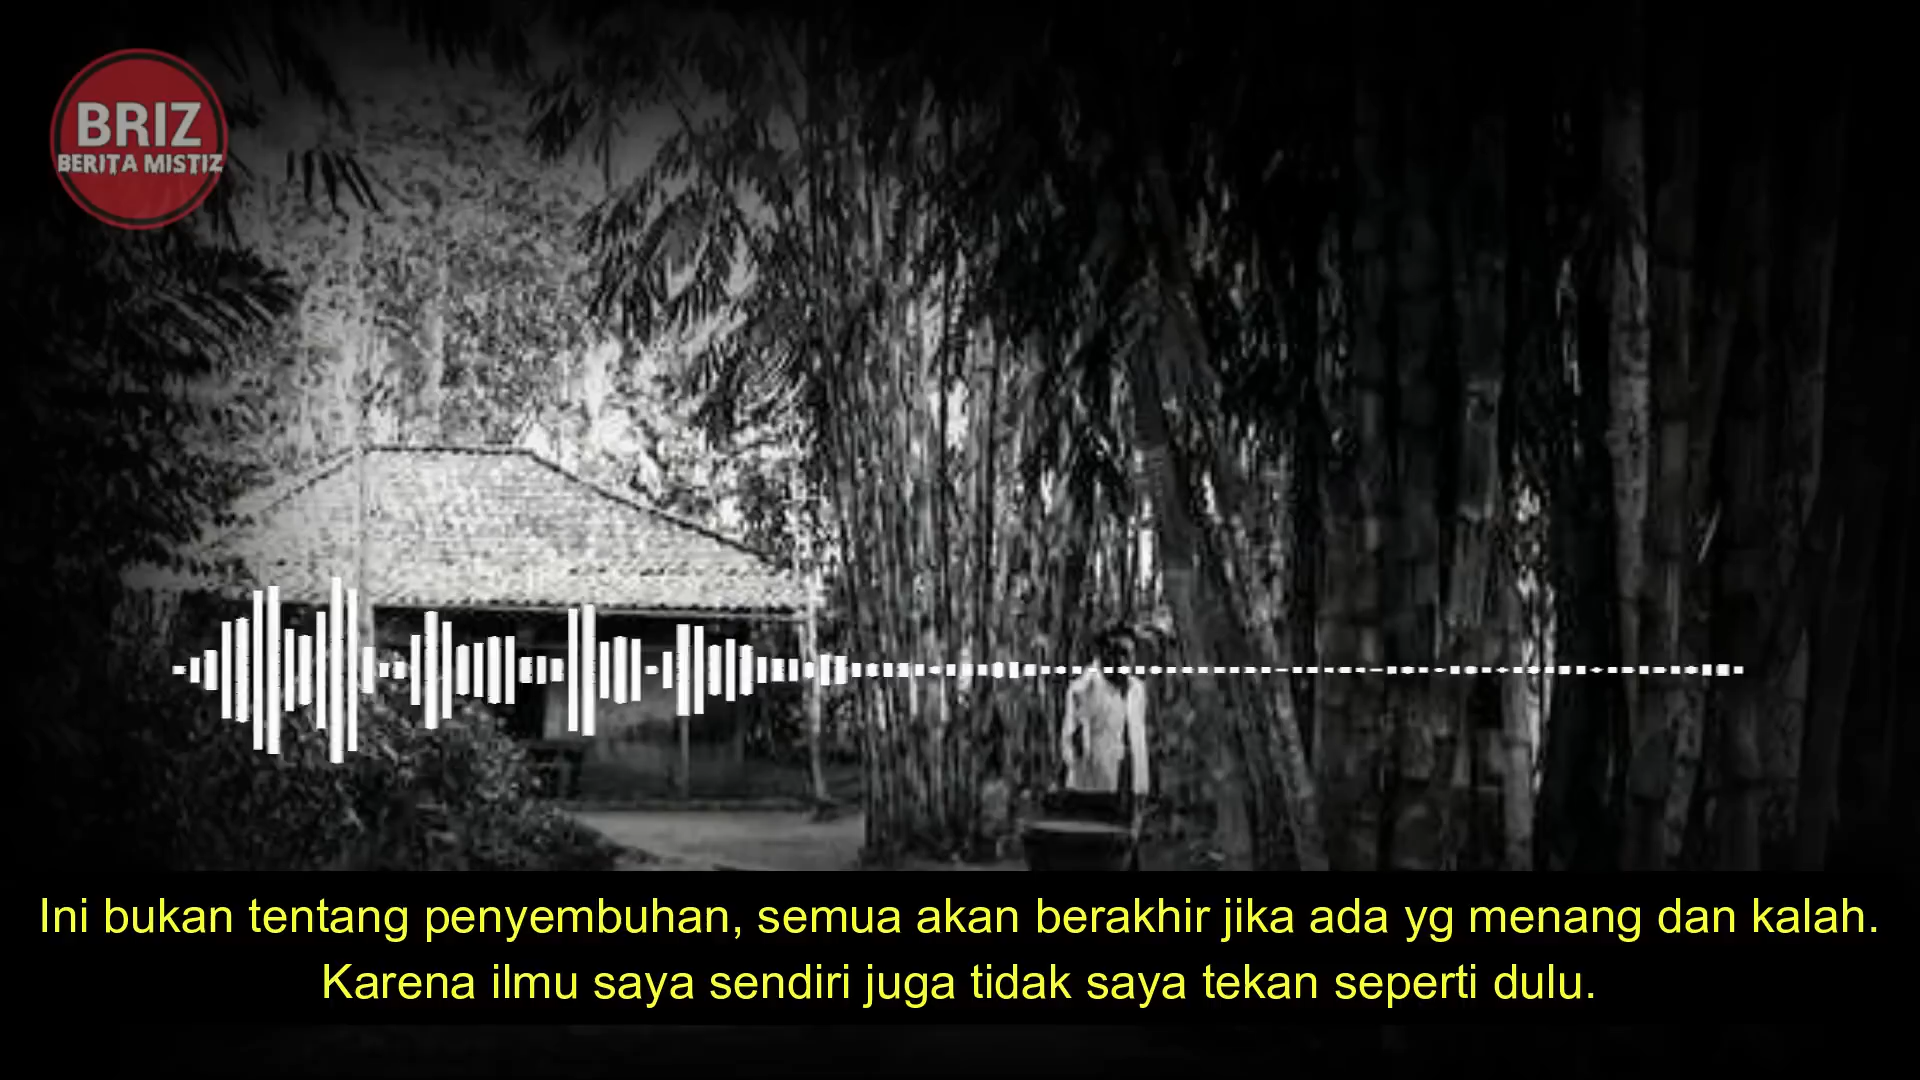 BRIZ
BERITA MISTIZ
Ini bukan tentang penyembuhan, semua akan berakhir jika ada yg menang dan kalah.
Karena ilmu saya sendiri juga tidak saya tekan seperti dulu.